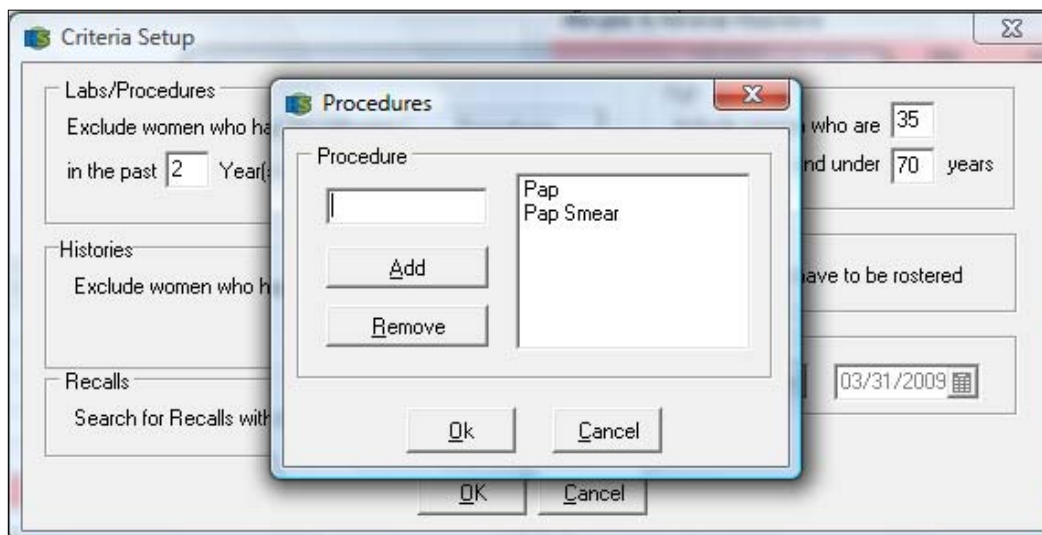 Criteria Setup
Labs/Procedures
Exclude women who ha
in the past 2 Year(
who are 35
nd under 70 years
Histories
Exclude women who h
ave to be rostered
Recalls
Search for Recalls with
03/31/2009
OK Cancel
Procedures
Procedure
Pap
Pap Smear
Add
Remove
Ok Cancel